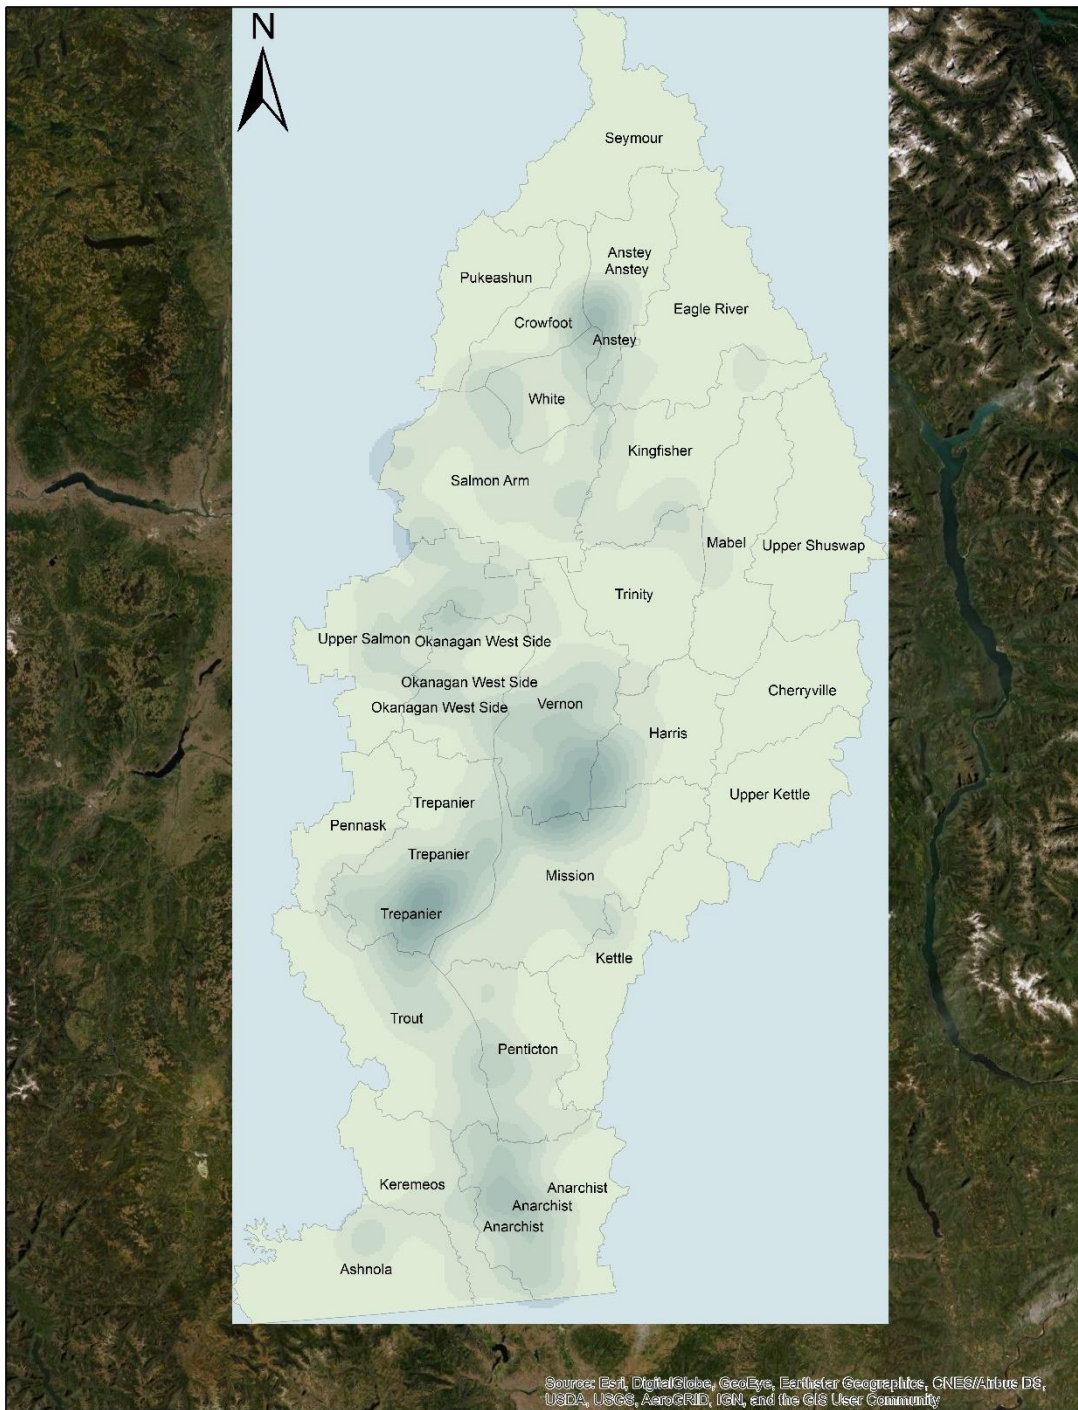 N
Seymour
Anstey
Anstey
Pukeashun
Eagle River
Crowfoot
Anstey
White
Kingfisher
Salmon Arm
Mabel
Upper Shuswap
Trinity
Upper Salmon
Okanagan West Side
Okanagan West Side
Cherryville
Vernon
Okanagan West Side
Harris
Upper Kettle
Trepanier
Pennask
Trepanier
Mission
Trepanier
Kettle
Trout
Penticton
Keremeos
Anarchist
Anarchist
Anarchist
Ashnola
Source: Esri, DigitalGlobe, GeoEye, Earthstar Geographics, CNES/Airbus DS,
USDA, USGS, AeroGRID, IGN, and the GIS User Community